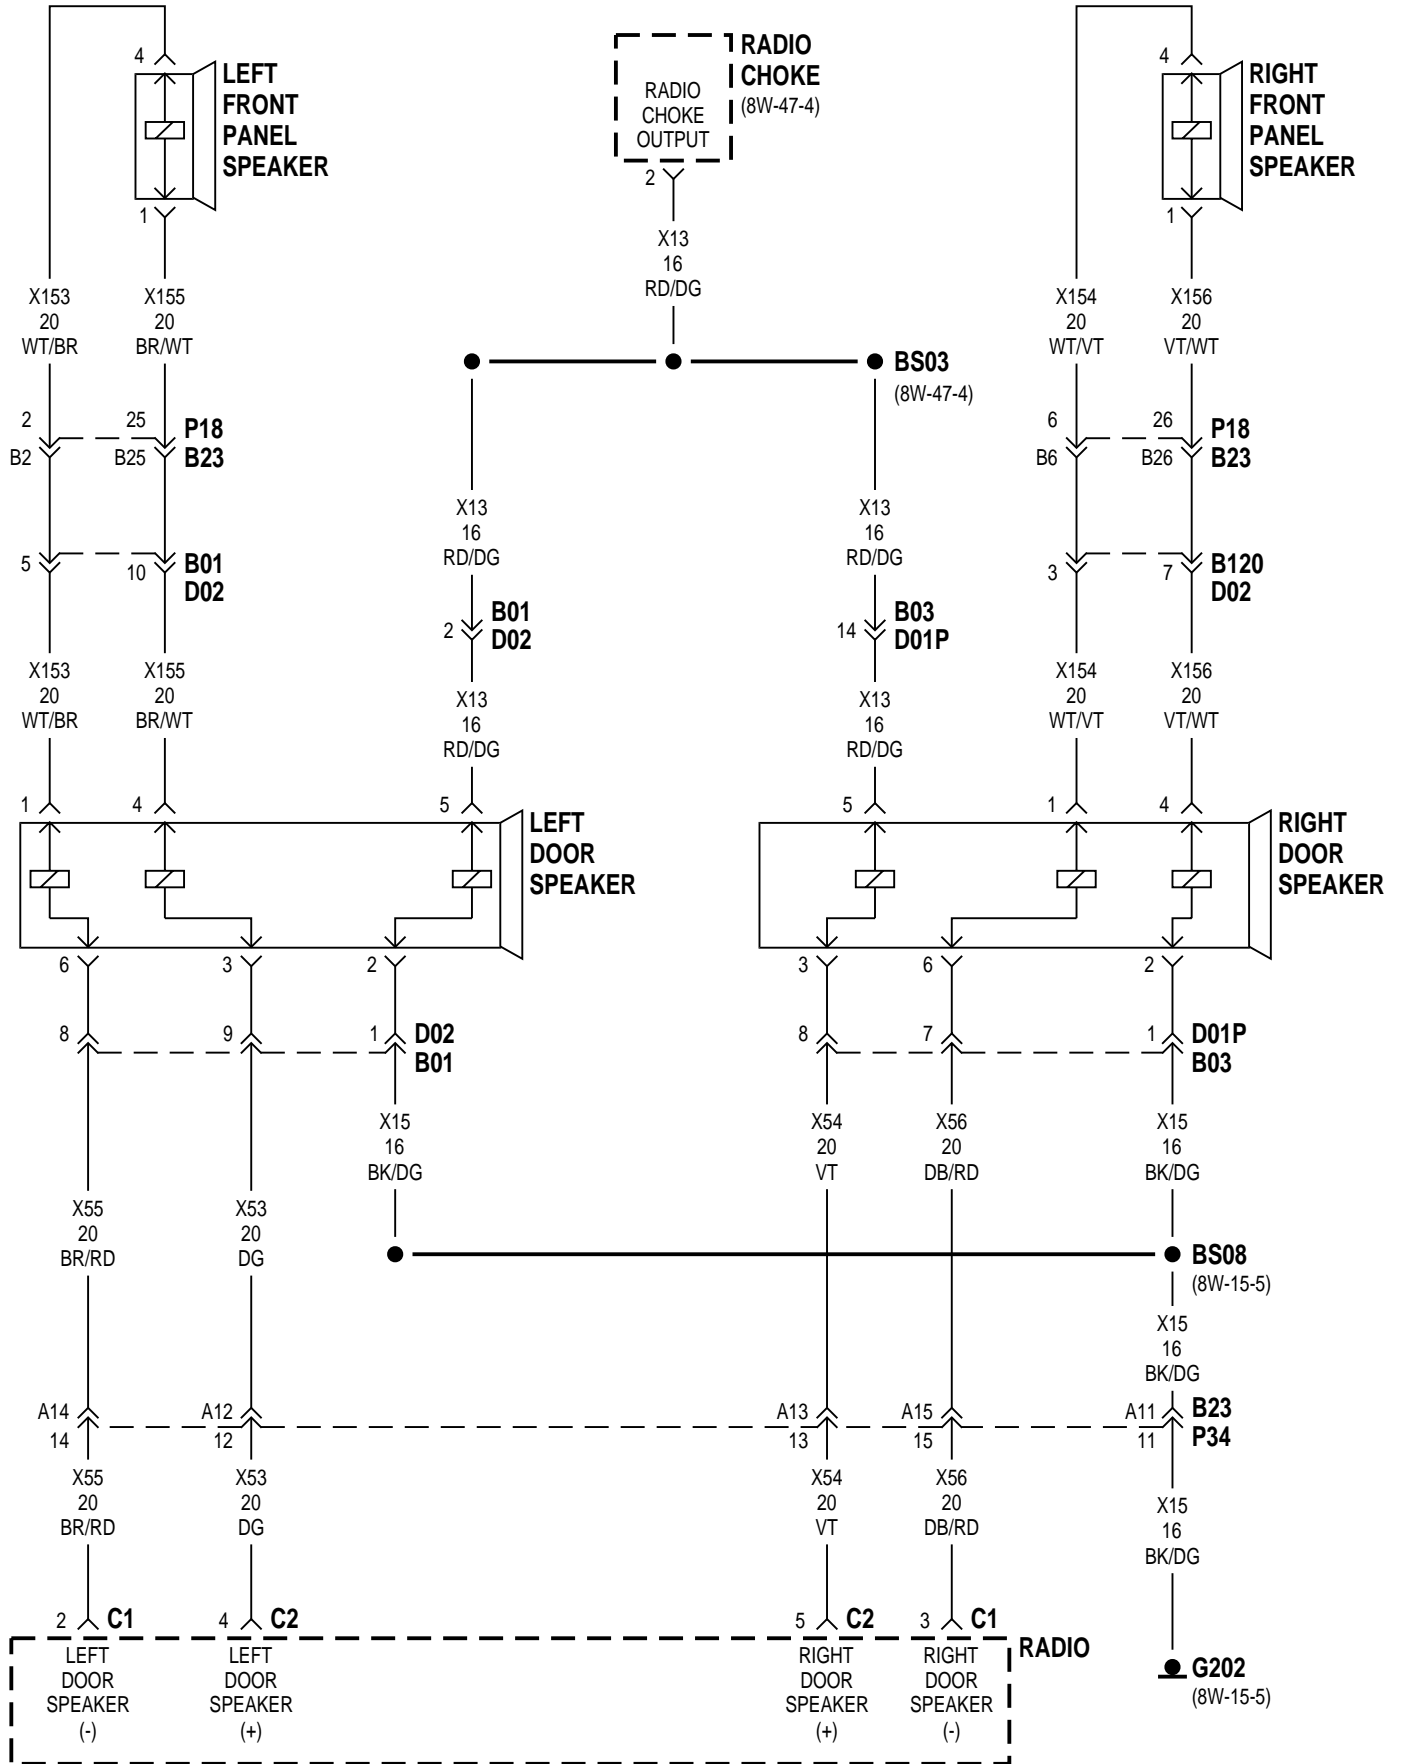 4
LEFT
FRONT
PANEL
SPEAKER
1
RADIO
CHOKE
OUTPUT
RADIO
CHOKE
(8W-47-4)
2
4
RIGHT
FRONT
PANEL
SPEAKER
1
X153
20
WT/BR
X155
20
BR/WT
X13
16
RD/DG
X154
20
WT/VT
X156
20
VT/WT
BS03
(8W-47-4)
2
B2
25
B25
P18
B23
6
B6
26
B26
P18
B23
X13
16
RD/DG
X13
16
RD/DG
5
10
B01
D02
3
7
B120
D02
2
B01
D02
14
B03
D01P
X153
20
WT/BR
X155
20
BR/WT
X13
16
RD/DG
X13
16
RD/DG
X154
20
WT/VT
X156
20
VT/WT
1
4
5
LEFT
DOOR
SPEAKER
5
1
4
RIGHT
DOOR
SPEAKER
6
3
2
3
6
2
8
9
1
D02
B01
8
7
1
D01P
B03
X15
16
BK/DG
X54
20
VT
X56
20
DB/RD
X15
16
BK/DG
X55
20
BR/RD
X53
20
DG
BS08
(8W-15-5)
X15
16
BK/DG
A14
14
A12
12
A13
13
A15
15
A11
11
B23
P34
X55
20
BR/RD
X53
20
DG
X54
20
VT
X56
20
DB/RD
X15
16
BK/DG
2
C1
4
C2
5
C2
3
C1
RADIO
LEFT
DOOR
SPEAKER
(-)
LEFT
DOOR
SPEAKER
(+)
RIGHT
DOOR
SPEAKER
(+)
RIGHT
DOOR
SPEAKER
(-)
G202
(8W-15-5)